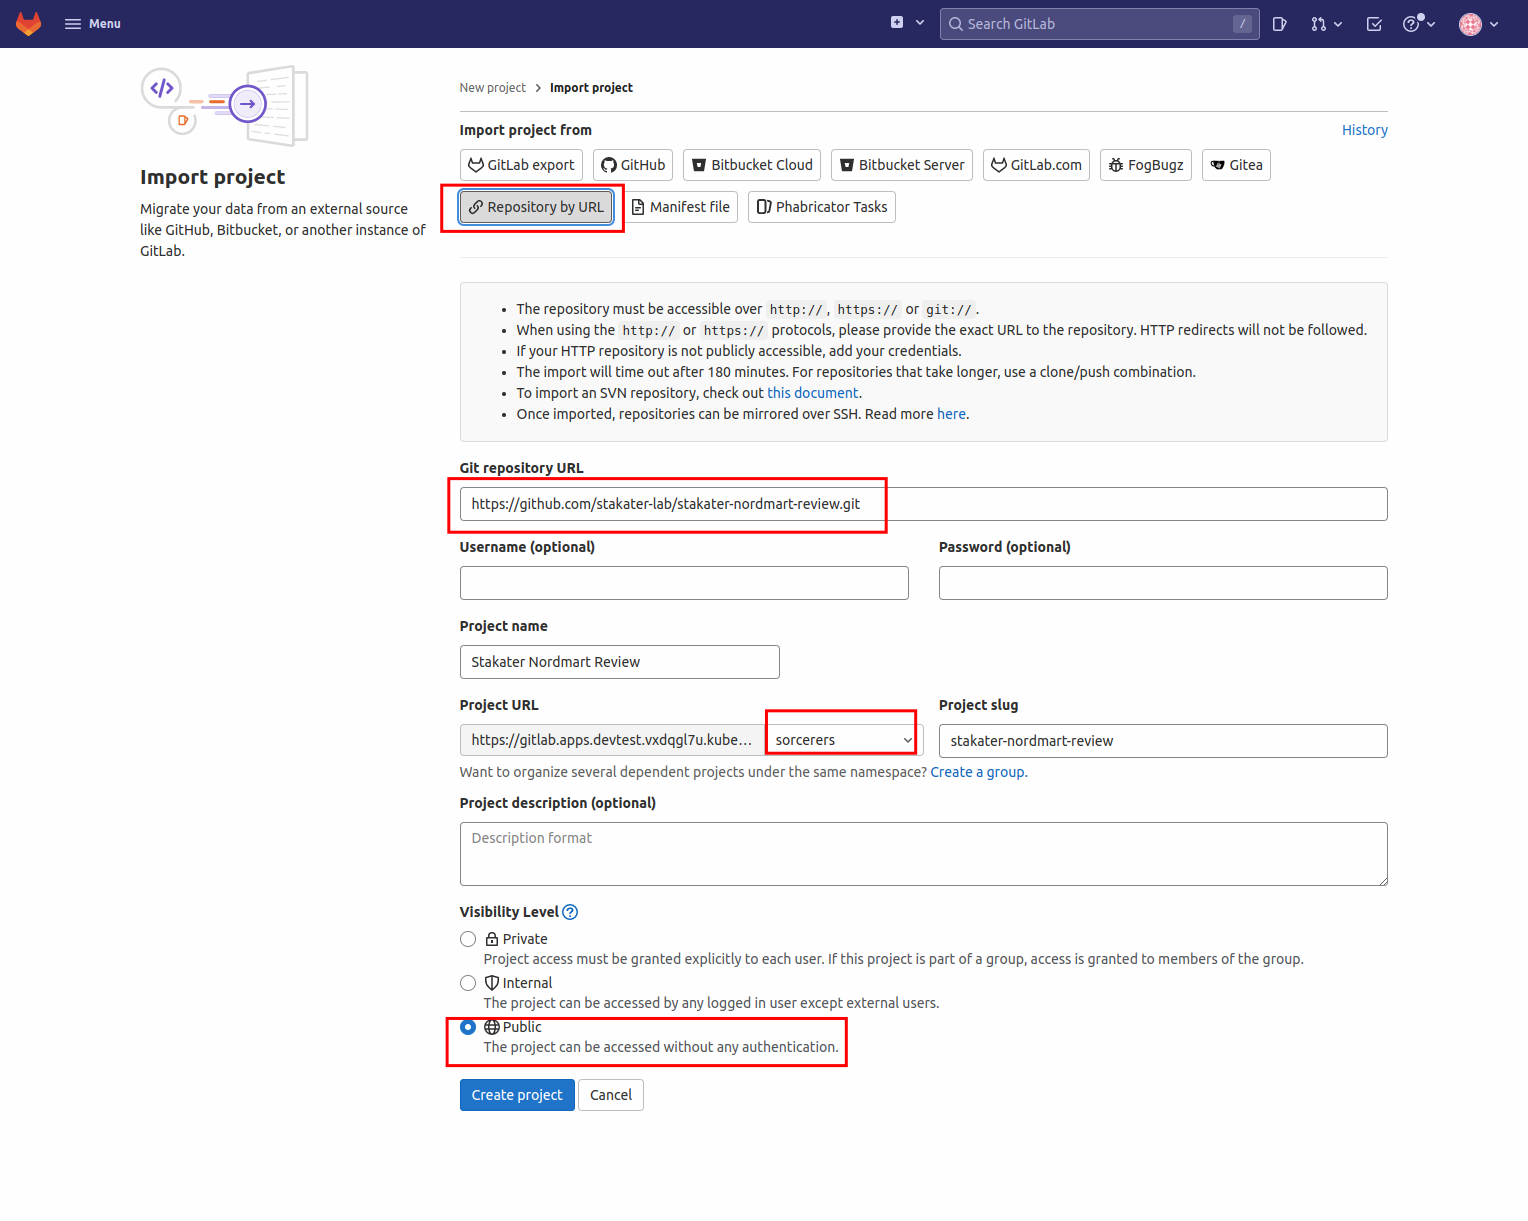 Menu
Search GitLab /
New project > Import project
Import project from
History
GitLab export
GitHub
Bitbucket Cloud
Bitbucket Server
GitLab.com
FogBugz
Gitea
Repository by URL
Manifest file
Phabricator Tasks
Import project
Migrate your data from an external source
like GitHub, Bitbucket, or another instance of
GitLab.
• The repository must be accessible over http://, https:// or git://.
• When using the http:// or https:// protocols, please provide the exact URL to the repository. HTTP redirects will not be followed.
• If your HTTP repository is not publicly accessible, add your credentials.
• The import will time out after 180 minutes. For repositories that take longer, use a clone/push combination.
• To import an SVN repository, check out this document.
• Once imported, repositories can be mirrored over SSH. Read more here.
Git repository URL
https://github.com/stakater-lab/stakater-nordmart-review.git
Username (optional)
Password (optional)
Project name
Stakater Nordmart Review
Project URL
Project slug
https://gitlab.apps.devtest.vxdqgl7u.kube...
sorcerers
stakater-nordmart-review
Want to organize several dependent projects under the same namespace? Create a group.
Project description (optional)
Description format
Visibility Level ?
Private
Project access must be granted explicitly to each user. If this project is part of a group, access is granted to members of the group.
Internal
The project can be accessed by any logged in user except external users.
Public
The project can be accessed without any authentication.
Create project
Cancel